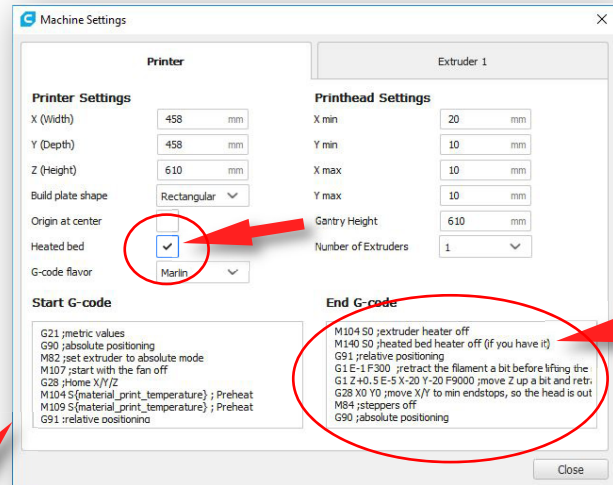 Machine Settings
Printer
Extruder 1
Printer Settings
X (Width) 458 mm
Y (Depth) 458 mm
Z (Height) 610 mm
Build plate shape Rectangular
Origin at center
Heated bed
G-code flavor Marlin
Printhead Settings
X min 20 mm
Y min 10 mm
X max 10 mm
Y max 10 mm
Gantry Height 610 mm
Number of Extruders 1
Start G-code
G21 ;metric values
G90 ;absolute positioning
M82 ;set extruder to absolute mode
M107 ;start with the fan off
G28 ;Home X/Y/Z
M104 S{material_print_temperature} ; Preheat
M109 S{material_print_temperature} ; Preheat
G91 ;relative positioning
End G-code
M104 S0 ;extruder heater off
M140 S0 ;heated bed heater off (if you have it)
G91 ;relative positioning
G1 E-1 F300 ;retract the filament a bit before lifting the
G1 Z+0.5 E-5 X-20 Y-20 F9000 ;move Z up a bit and retra
G28 X0 Y0 ;move X/Y to min endstops, so the head is out
M84 ;steppers off
G90 ;absolute positioning
Close